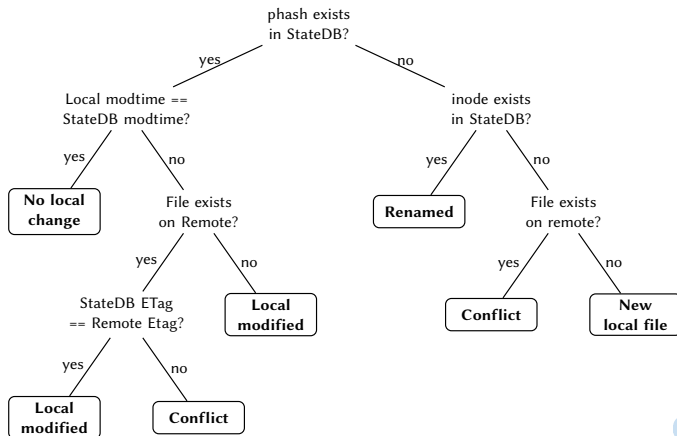 phash exists
in StateDB?
yes
no
Local modtime ==
StateDB modtime?
inode exists
in StateDB?
yes
no
yes
no
No local
change
File exists
on Remote?
Renamed
File exists
on remote?
yes
no
yes
no
StateDB ETag
== Remote Etag?
Local
modified
Conflict
New
local file
yes
no
Local
modified
Conflict